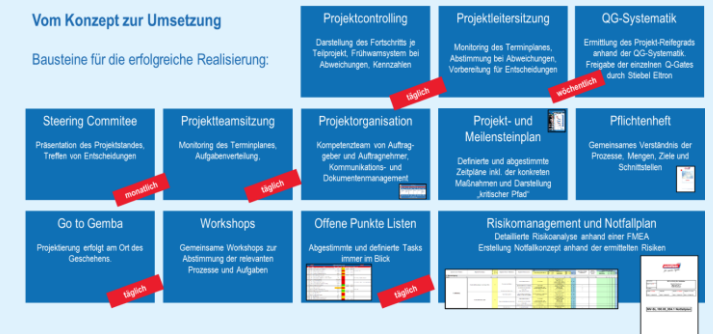 Vom Konzept zur Umsetzung
Bausteine für die erfolgreiche Realisierung:
Projektcontrolling
Darstellung des Fortschritts je
Teilprojekt, Frühwarnsystem bei
Abweichungen, Kennzahlen
täglich
Projektleitersitzung
Monitoring des Terminplanes,
Abstimmung bei Abweichungen,
Vorbereitung für Entscheidungen
wöchentlich
QG-Systematik
Ermittlung des Projekt-Reifegrads
anhand der QG-Systematik.
Freigabe der einzelnen Q-Gates
durch Stiebel Eltron
Steering Commitee
Präsentation des Projektstandes,
Treffen von Entscheidungen
monatlich
Projektteamsitzung
Monitoring des Terminplanes,
Aufgabenverteilung,
täglich
Projektorganisation
Kompetenzteam von Auftrag-
geber und Auftragnehmer,
Kommunikations- und
Dokumentenmanagement
Projekt- und
Meilensteinplan
Definierte und abgestimmte
Zeitpläne inkl. der konkreten
Maßnahmen und Darstellung
„kritischer Pfad“
Pflichtenheft
Gemeinsames Verständnis der
Prozesse, Mengen, Ziele und
Schnittstellen
Go to Gemba
Projektierung erfolgt am Ort des
Geschehens.
täglich
Workshops
Gemeinsame Workshops zur
Abstimmung der relevanten
Prozesse und Aufgaben
Offene Punkte Listen
Abgestimmte und definierte Tasks
immer im Blick
täglich
Risikomanagement und Notfallplan
Detaillierte Risikoanalyse anhand einer FMEA
Erstellung Notfallkonzept anhand der ermittelten Risiken